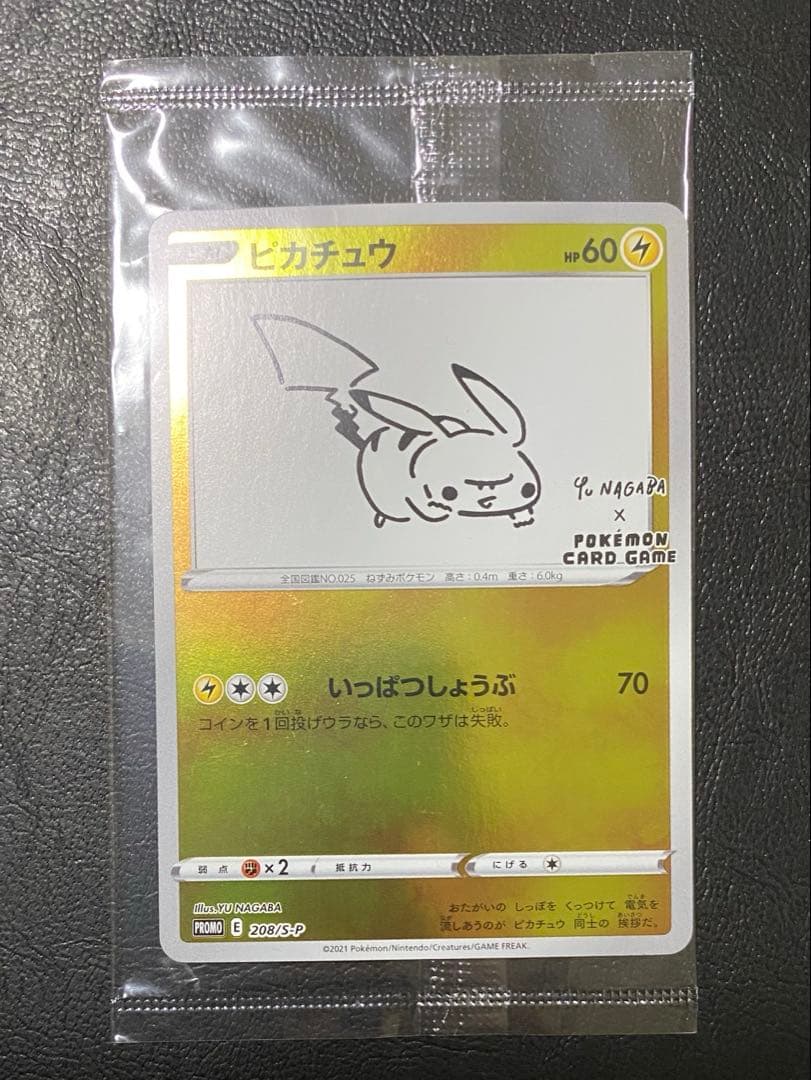 ピカチュウ HP60
YU NAGABA
×
POKÉMON
CARD GAME
全国図鑑NO.025 ねずみポケモン 高さ:0.4m 重さ:6.0kg
いっぱつしょうぶ 70
コインを1回投げウラなら、このワザは失敗。
弱点 ×2 抵抗力 にげる
Illus.YU NAGABA
PROMO E 208/S-P
おたがいの しっぽを くっつけて 電気を
流しあうのが ピカチュウ 同士の 挨拶だ。
©2021 Pokémon/Nintendo/Creatures/GAME FREAK.